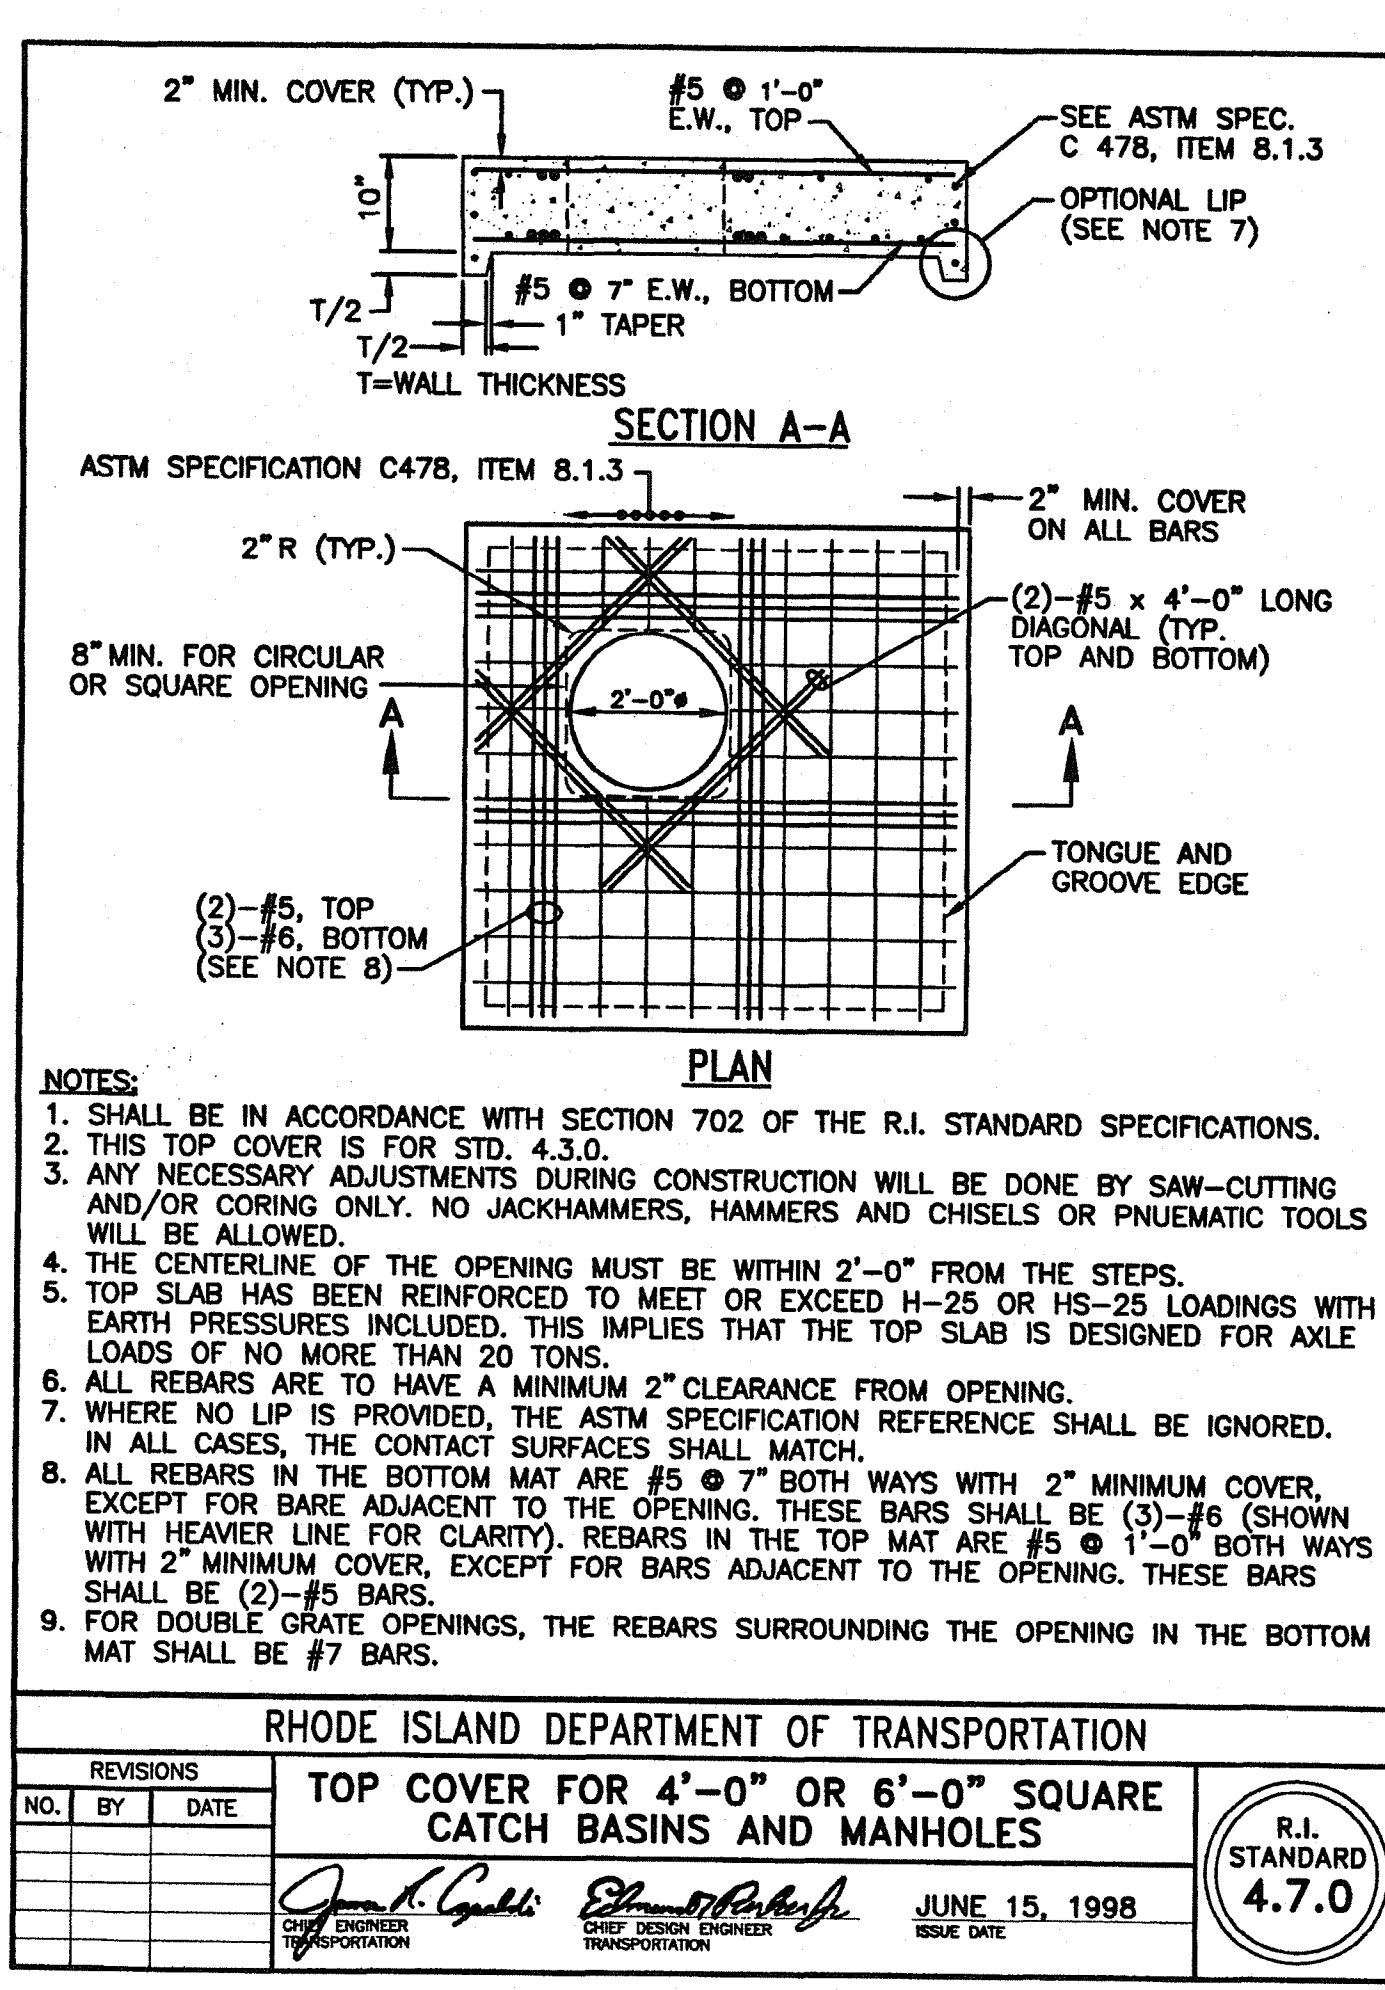 2" MIN. COVER (TYP.)
#5 @ 1'-0"
E.W., TOP
SEE ASTM SPEC.
C 478, ITEM 8.1.3
10"
OPTIONAL LIP
(SEE NOTE 7)
#5 @ 7" E.W., BOTTOM
T/2
1" TAPER
T/2
T=WALL THICKNESS
SECTION A-A
ASTM SPECIFICATION C478, ITEM 8.1.3
2" MIN. COVER
ON ALL BARS
2" R (TYP.)
(2)-#5 x 4'-0" LONG
DIAGONAL (TYP.
TOP AND BOTTOM)
8" MIN. FOR CIRCULAR
OR SQUARE OPENING
2'-0"ø
A
A
TONGUE AND
GROOVE EDGE
(2)-#5, TOP
(3)-#6, BOTTOM
(SEE NOTE 8)
PLAN
NOTES:
1. SHALL BE IN ACCORDANCE WITH SECTION 702 OF THE R.I. STANDARD SPECIFICATIONS.
2. THIS TOP COVER IS FOR STD. 4.3.0.
3. ANY NECESSARY ADJUSTMENTS DURING CONSTRUCTION WILL BE DONE BY SAW-CUTTING
AND/OR CORING ONLY. NO JACKHAMMERS, HAMMERS AND CHISELS OR PNUEMATIC TOOLS
WILL BE ALLOWED.
4. THE CENTERLINE OF THE OPENING MUST BE WITHIN 2'-0" FROM THE STEPS.
5. TOP SLAB HAS BEEN REINFORCED TO MEET OR EXCEED H-25 OR HS-25 LOADINGS WITH
EARTH PRESSURES INCLUDED. THIS IMPLIES THAT THE TOP SLAB IS DESIGNED FOR AXLE
LOADS OF NO MORE THAN 20 TONS.
6. ALL REBARS ARE TO HAVE A MINIMUM 2" CLEARANCE FROM OPENING.
7. WHERE NO LIP IS PROVIDED, THE ASTM SPECIFICATION REFERENCE SHALL BE IGNORED.
IN ALL CASES, THE CONTACT SURFACES SHALL MATCH.
8. ALL REBARS IN THE BOTTOM MAT ARE #5 @ 7" BOTH WAYS WITH 2" MINIMUM COVER,
EXCEPT FOR BARE ADJACENT TO THE OPENING. THESE BARS SHALL BE (3)-#6 (SHOWN
WITH HEAVIER LINE FOR CLARITY). REBARS IN THE TOP MAT ARE #5 @ 1'-0" BOTH WAYS
WITH 2" MINIMUM COVER, EXCEPT FOR BARS ADJACENT TO THE OPENING. THESE BARS
SHALL BE (2)-#5 BARS.
9. FOR DOUBLE GRATE OPENINGS, THE REBARS SURROUNDING THE OPENING IN THE BOTTOM
MAT SHALL BE #7 BARS.
RHODE ISLAND DEPARTMENT OF TRANSPORTATION
REVISIONS
NO. BY DATE
TOP COVER FOR 4'-0" OR 6'-0" SQUARE
CATCH BASINS AND MANHOLES
CHIEF ENGINEER
TRANSPORTATION
CHIEF DESIGN ENGINEER
TRANSPORTATION
JUNE 15, 1998
ISSUE DATE
R.I.
STANDARD
4.7.0